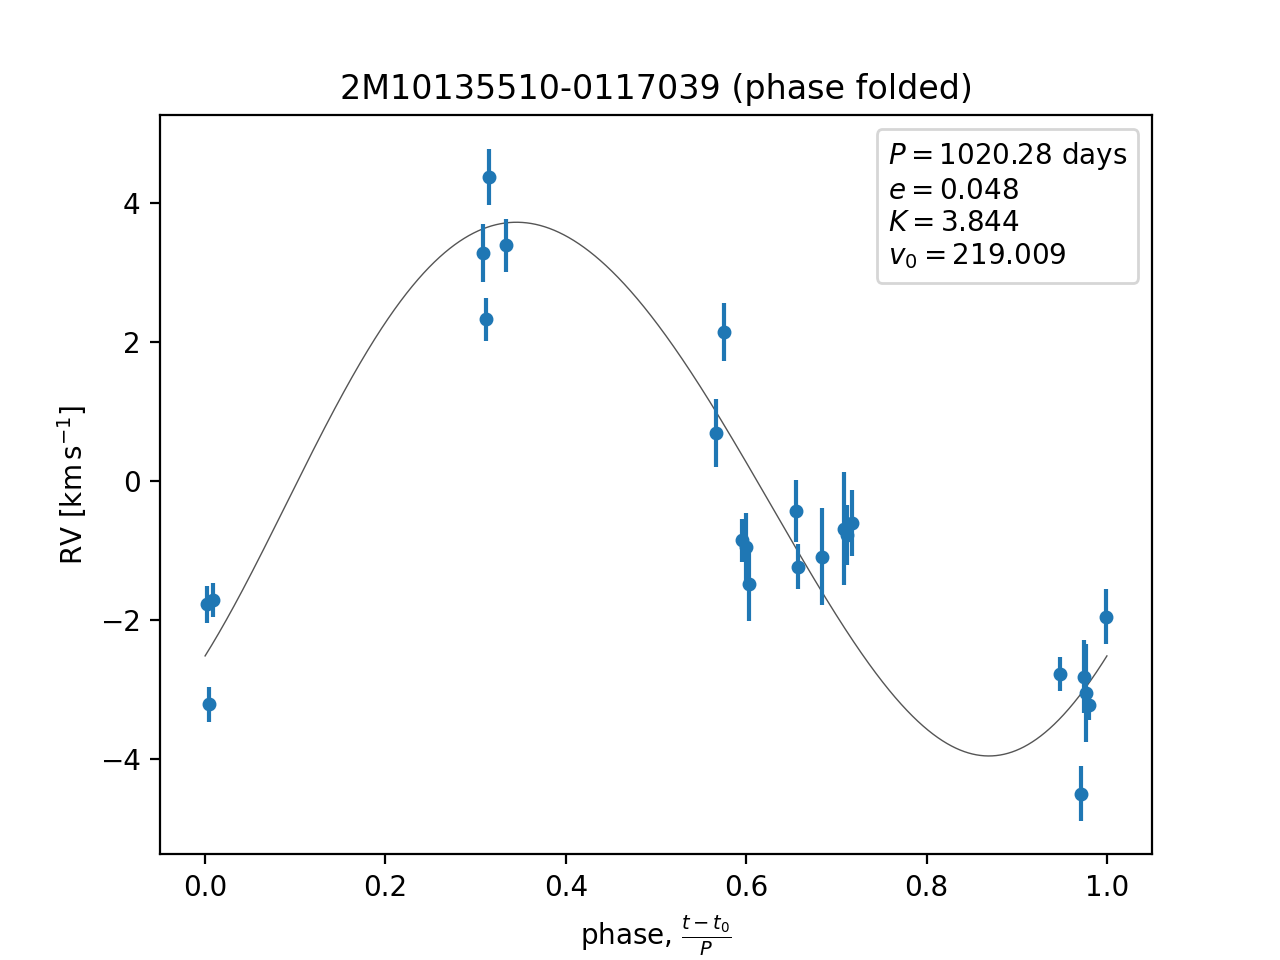 2M10135510-0117039 (phase folded)
P = 1020.28 days
e = 0.048
K = 3.844
v₀ = 219.009
4
2
0
−2
−4
RV [km s⁻¹]
0.0 0.2 0.4 0.6 0.8 1.0
phase, (t − t₀)/P